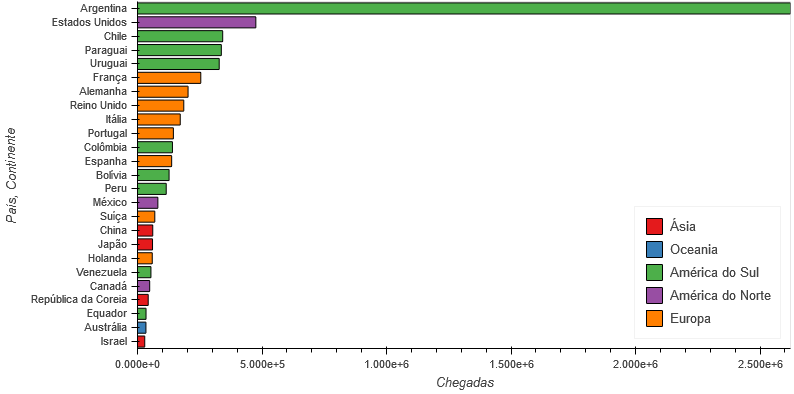 Argentina
Estados Unidos
Chile
Paraguai
Uruguai
França
Alemanha
Reino Unido
Itália
Portugal
Colômbia
Espanha
Bolívia
Peru
México
Suíça
China
Japão
Holanda
Venezuela
Canadá
República da Coreia
Equador
Austrália
Israel
País, Continente
Ásia
Oceania
América do Sul
América do Norte
Europa
0.000e+0 5.000e+5 1.000e+6 1.500e+6 2.000e+6 2.500e+6
Chegadas